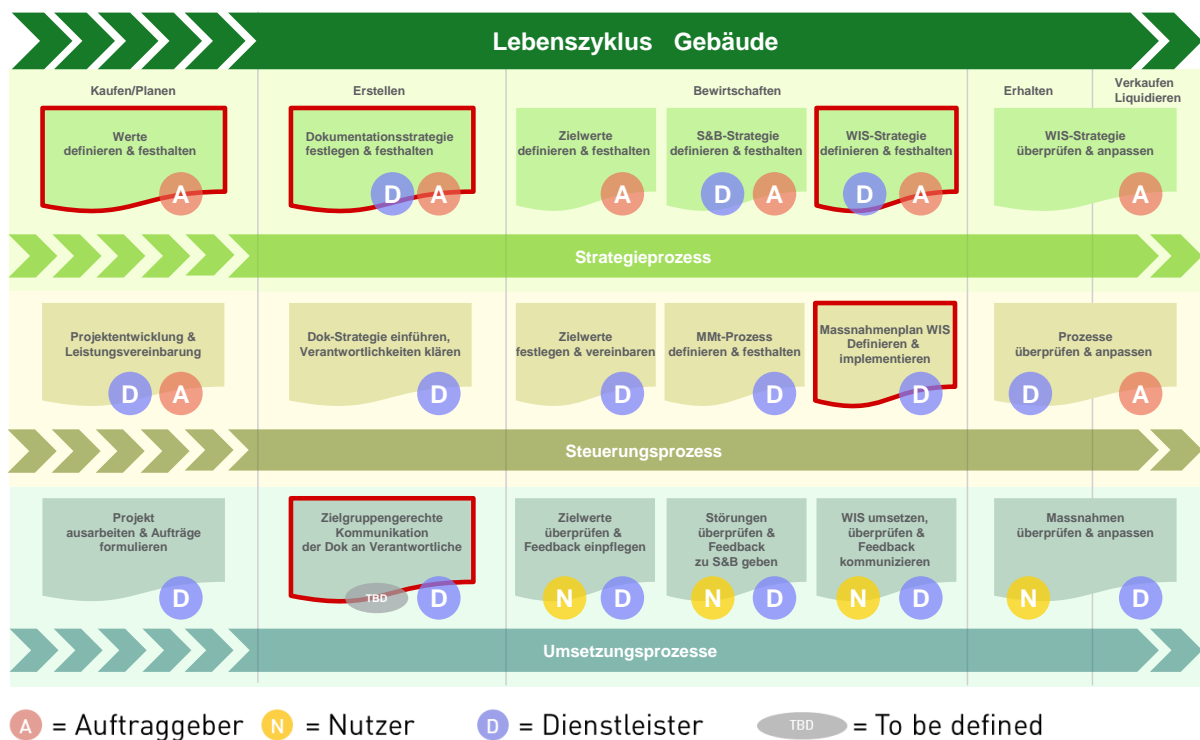 Lebenszyklus Gebäude
Kaufen/Planen
Erstellen
Bewirtschaften
Erhalten
Verkaufen
Liquidieren
Werte
definieren & festhalten
A
Dokumentationsstrategie
festlegen & festhalten
D A
Zielwerte
definieren & festhalten
A
S&B-Strategie
definieren & festhalten
D A
WIS-Strategie
definieren & festhalten
D A
WIS-Strategie
überprüfen & anpassen
A
Strategieprozess
Projektentwicklung &
Leistungsvereinbarung
D A
Dok-Strategie einführen,
Verantwortlichkeiten klären
D
Zielwerte
festlegen & vereinbaren
D
MMt-Prozess
definieren & festhalten
D
Massnahmenplan WIS
Definieren &
implementieren
D
Prozesse
überprüfen & anpassen
D A
Steuerungsprozess
Projekt
ausarbeiten & Aufträge
formulieren
D
Zielgruppengerechte
Kommunikation
der Dok an Verantwortliche
TBD D
Zielwerte
überprüfen &
Feedback einpflegen
N D
Störungen
überprüfen &
Feedback
zu S&B geben
N D
WIS umsetzen,
überprüfen &
Feedback
kommunizieren
N D
Massnahmen
überprüfen & anpassen
N D
Umsetzungsprozesse
A = Auftraggeber N = Nutzer D = Dienstleister TBD = To be defined